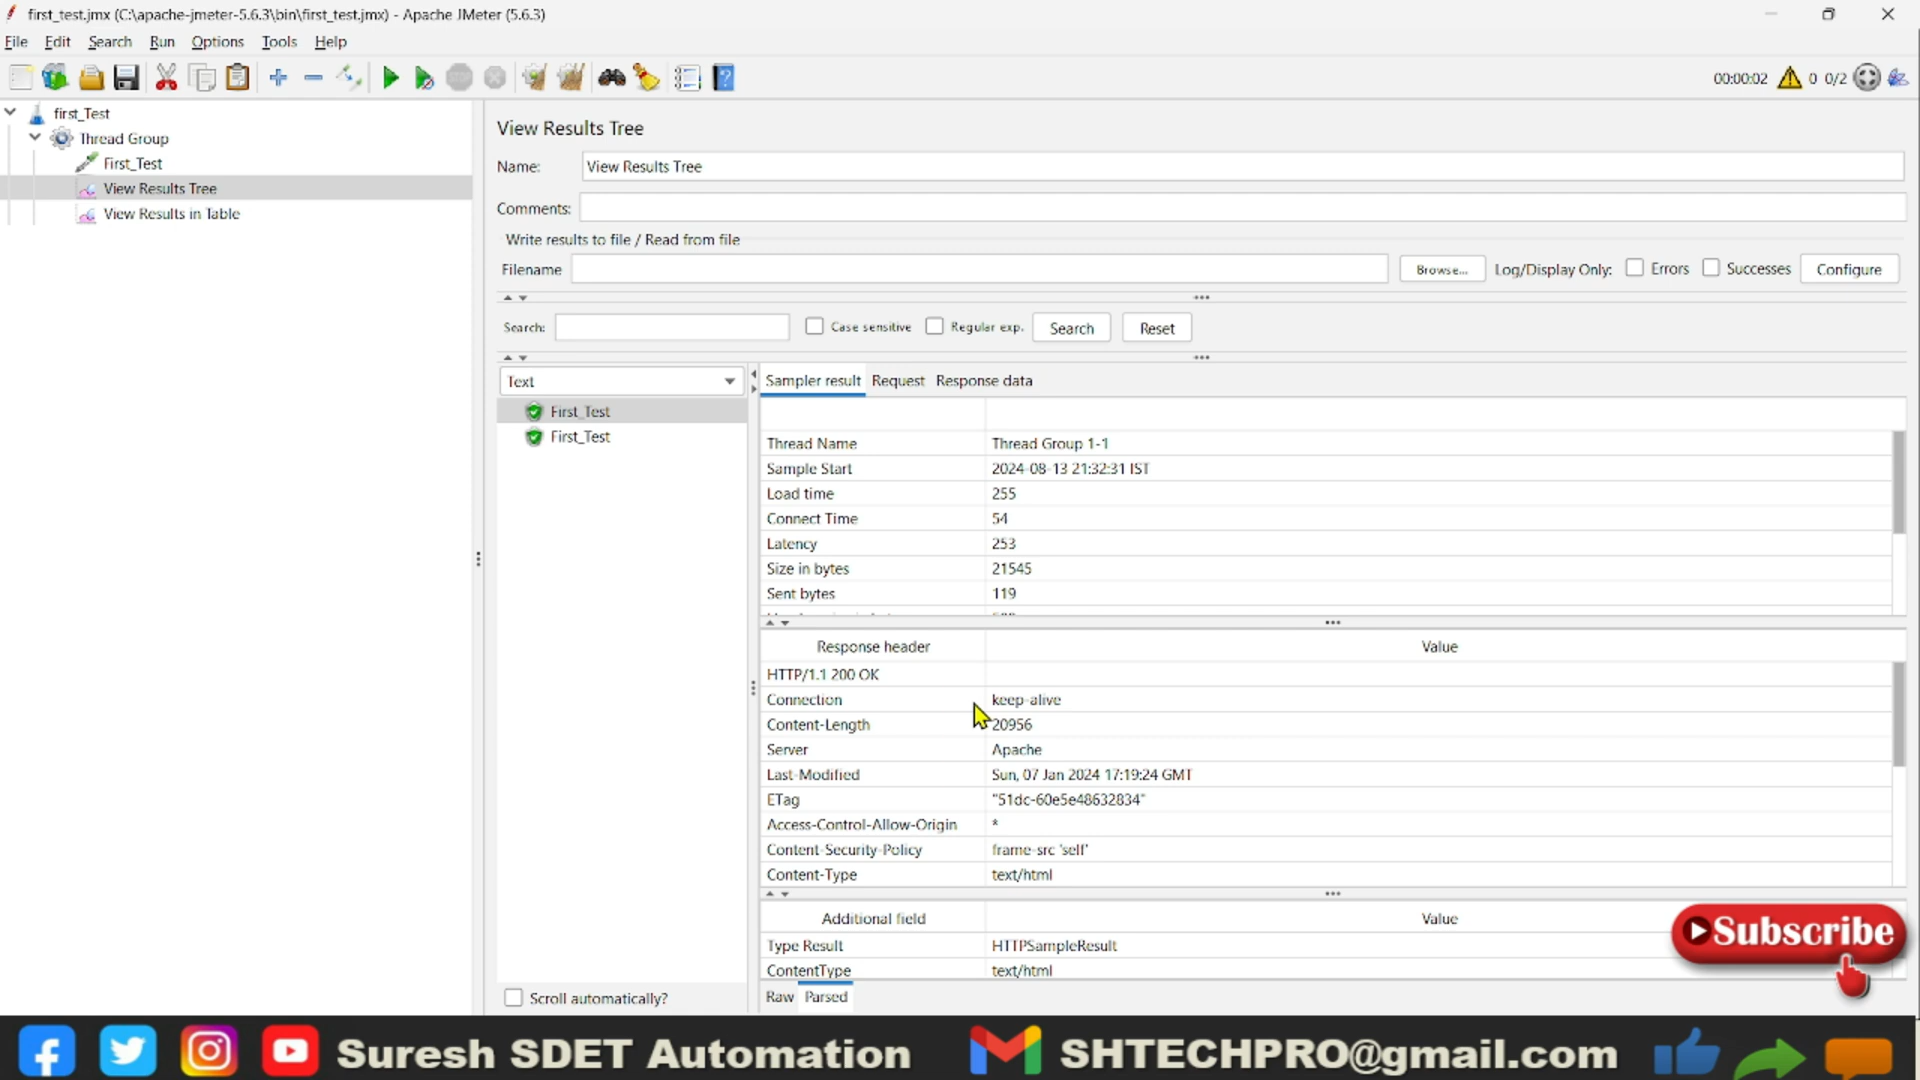 first_test.jmx (C:\apache-jmeter-5.6.3\bin\first_test.jmx) - Apache JMeter (5.6.3)
File Edit Search Run Options Tools Help
00:00:02 0 0/2
first_Test
Thread Group
First_Test
View Results Tree
View Results in Table
View Results Tree
Name: View Results Tree
Comments:
Write results to file / Read from file
Filename Browse... Log/Display Only: Errors Successes Configure
Search: Case sensitive Regular exp. Search Reset
Text
First_Test
First_Test
Scroll automatically?
Sampler result Request Response data
Thread Name Thread Group 1-1
Sample Start 2024-08-13 21:32:31 IST
Load time 255
Connect Time 54
Latency 253
Size in bytes 21545
Sent bytes 119
Response header Value
HTTP/1.1 200 OK
Connection keep-alive
Content-Length 20956
Server Apache
Last-Modified Sun, 07 Jan 2024 17:19:24 GMT
ETag "51dc-60e5e48632834"
Access-Control-Allow-Origin *
Content-Security-Policy frame-src 'self'
Content-Type text/html
Additional field Value
Type Result HTTPSampleResult
ContentType text/html
Raw Parsed
Subscribe
Suresh SDET Automation SHTECHPRO@gmail.com